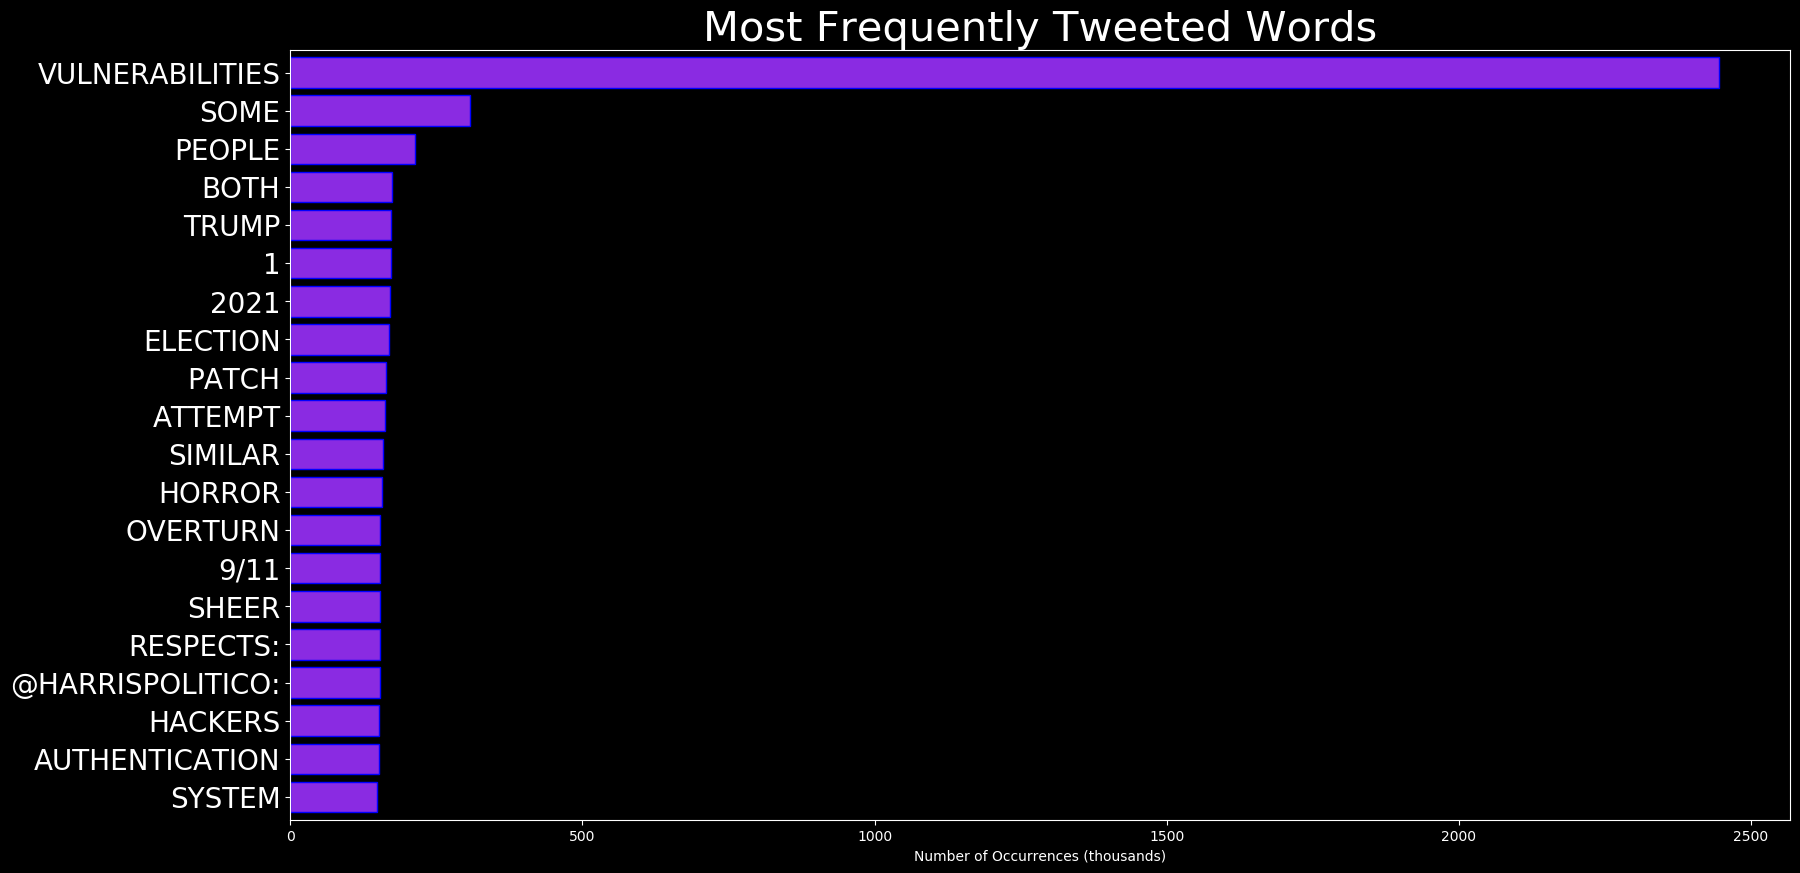 Most Frequently Tweeted Words
VULNERABILITIES
SOME
PEOPLE
BOTH
TRUMP
1
2021
ELECTION
PATCH
ATTEMPT
SIMILAR
HORROR
OVERTURN
9/11
SHEER
RESPECTS:
@HARRISPOLITICO:
HACKERS
AUTHENTICATION
SYSTEM
0 500 1000 1500 2000 2500
Number of Occurrences (thousands)